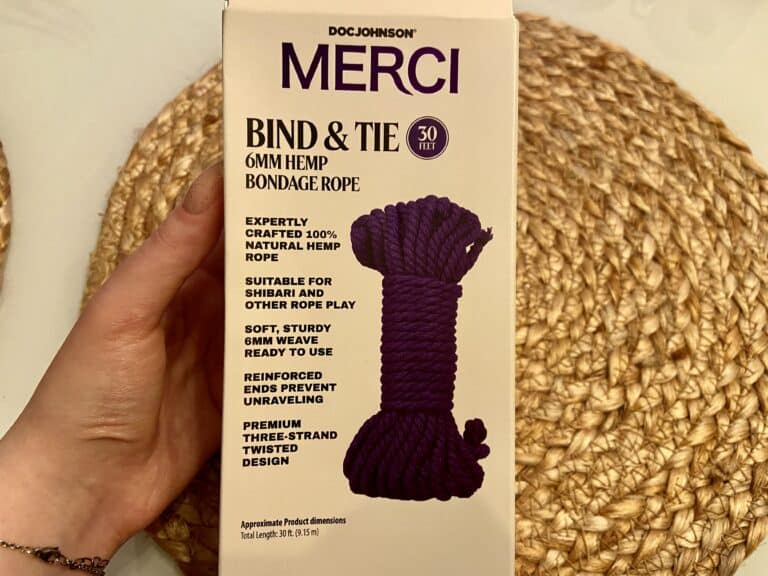 DOCJOHNSON®
MERCI
BIND & TIE
30
FEET
6MM HEMP
BONDAGE ROPE
EXPERTLY
CRAFTED 100%
NATURAL HEMP
ROPE
SUITABLE FOR
SHIBARI AND
OTHER ROPE PLAY
SOFT, STURDY
6MM WEAVE
READY TO USE
REINFORCED
ENDS PREVENT
UNRAVELING
PREMIUM
THREE-STRAND
TWISTED
DESIGN
Approximate Product dimensions
Total Length: 30 ft. (9.15 m)